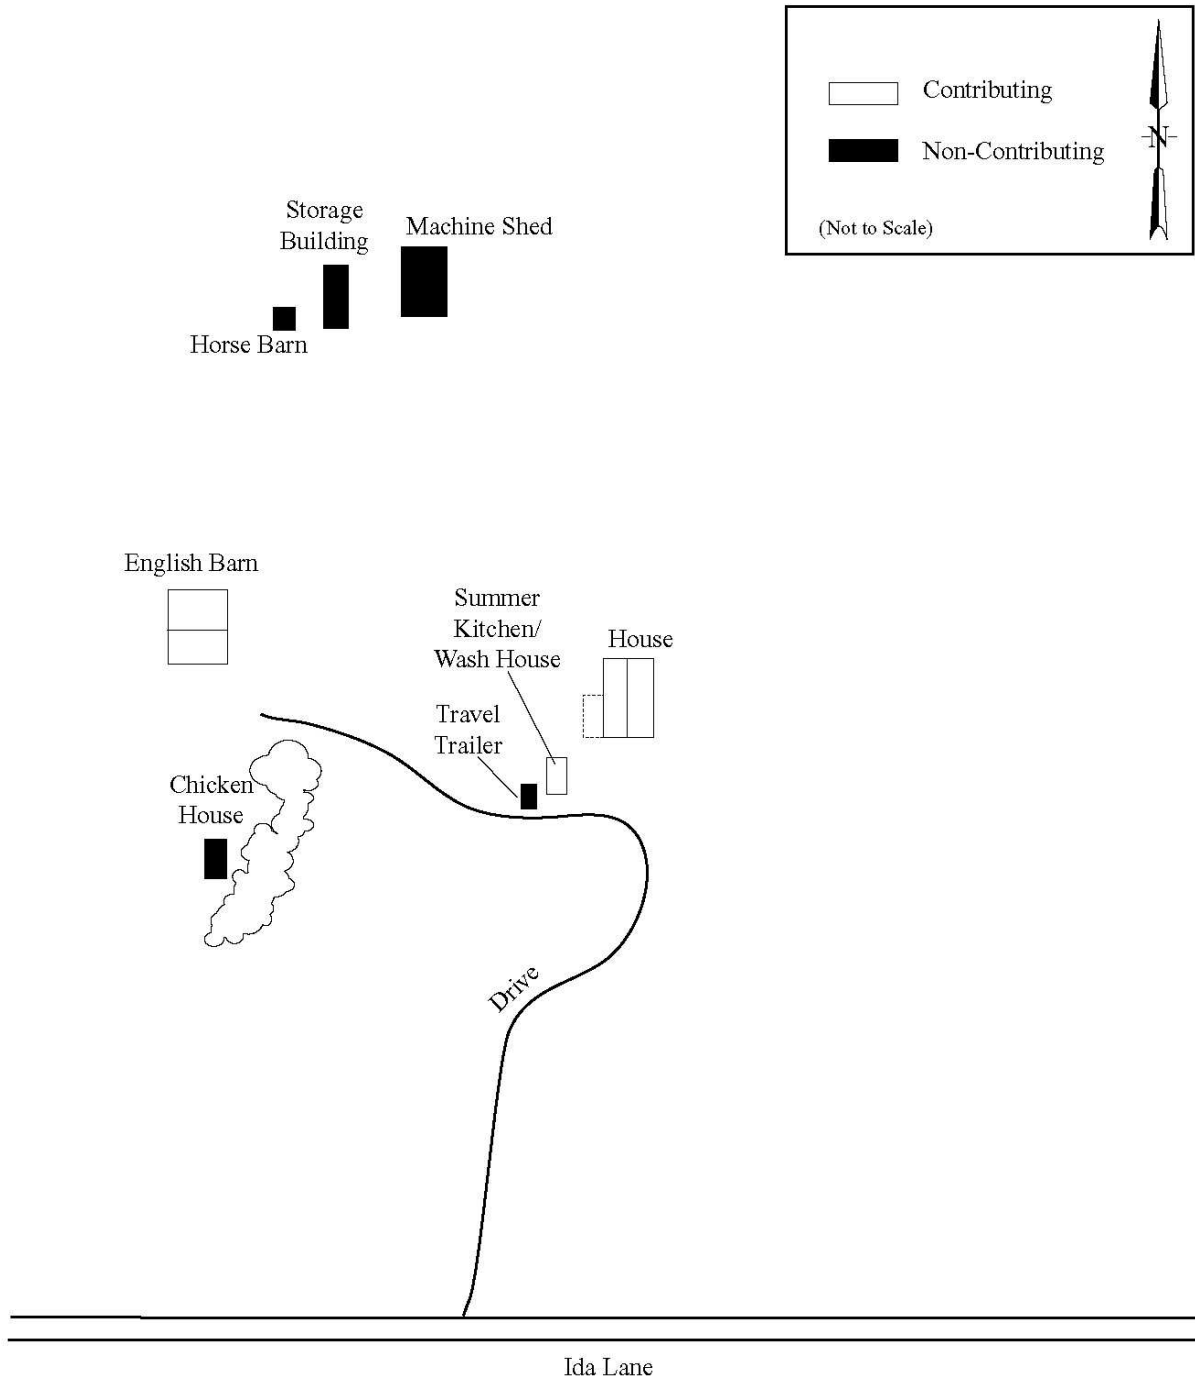 Contributing
Non-Contributing
N
(Not to Scale)
Storage
Building
Machine Shed
Horse Barn
English Barn
Summer
Kitchen/
Wash House
House
Travel
Trailer
Chicken
House
Drive
Ida Lane